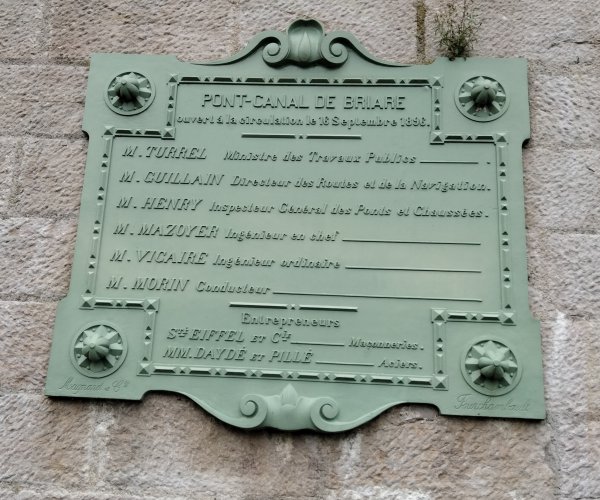 PONT-CANAL DE BRIARE
ouvert à la circulation le 16 Septembre 1896.
M. TURREL Ministre des Travaux Publics
M. GUILLAIN Directeur des Routes et de la Navigation.
M. HENRY Inspecteur Général des Ponts et Chaussées.
M. MAZOYER Ingénieur en chef
M. VICAIRE Ingénieur ordinaire
M. MORIN Conducteur
Entrepreneurs
Sté EIFFEL ET Cie Maçonneries.
MM. DAYDÉ ET PILLÉ Aciers.